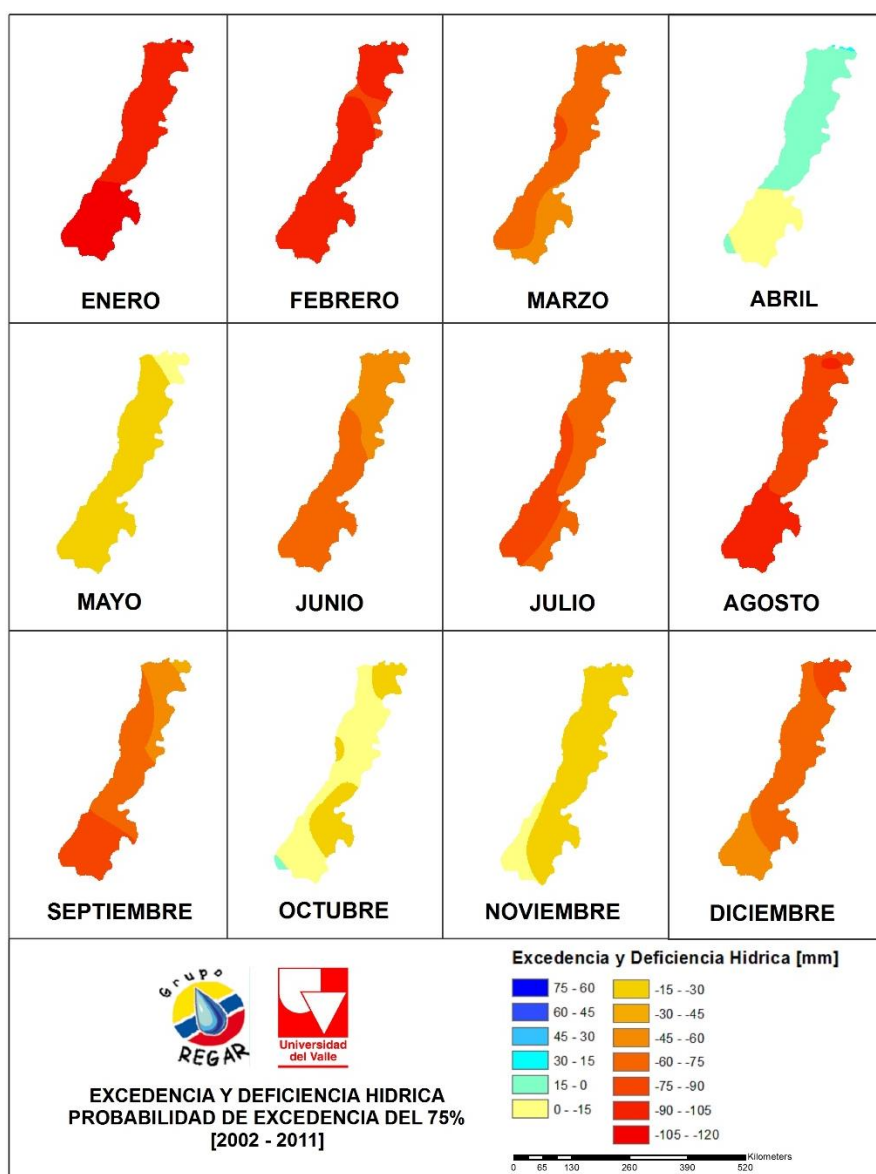 ENERO
FEBRERO
MARZO
ABRIL
MAYO
JUNIO
JULIO
AGOSTO
SEPTIEMBRE
OCTUBRE
NOVIEMBRE
DICIEMBRE
Grupo
REGAR
Universidad
del Valle
EXCEDENCIA Y DEFICIENCIA HIDRICA
PROBABILIDAD DE EXCEDENCIA DEL 75%
[2002 - 2011]
Excedencia y Deficiencia Hidrica [mm]
75 - 60
60 - 45
45 - 30
30 - 15
15 - 0
0 - -15
-15 - -30
-30 - -45
-45 - -60
-60 - -75
-75 - -90
-90 - -105
-105 - -120
Kilometers
0 65 130 260 390 520